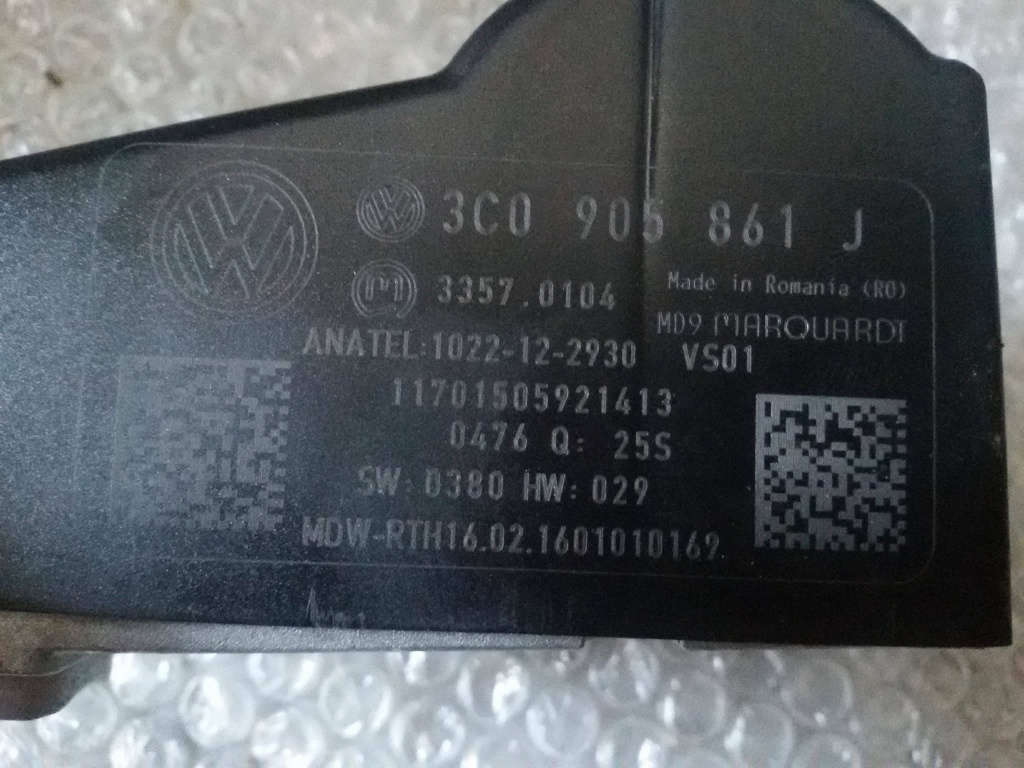 3C0 905 861 J
3357.0104
Made in Romania (RO)
MD9 MARQUARDT
ANATEL:1022-12-2930 VS01
11701505921413
0476 Q: 25S
SW: 0380 HW: 029
MDW-RTH16.02.1601010169